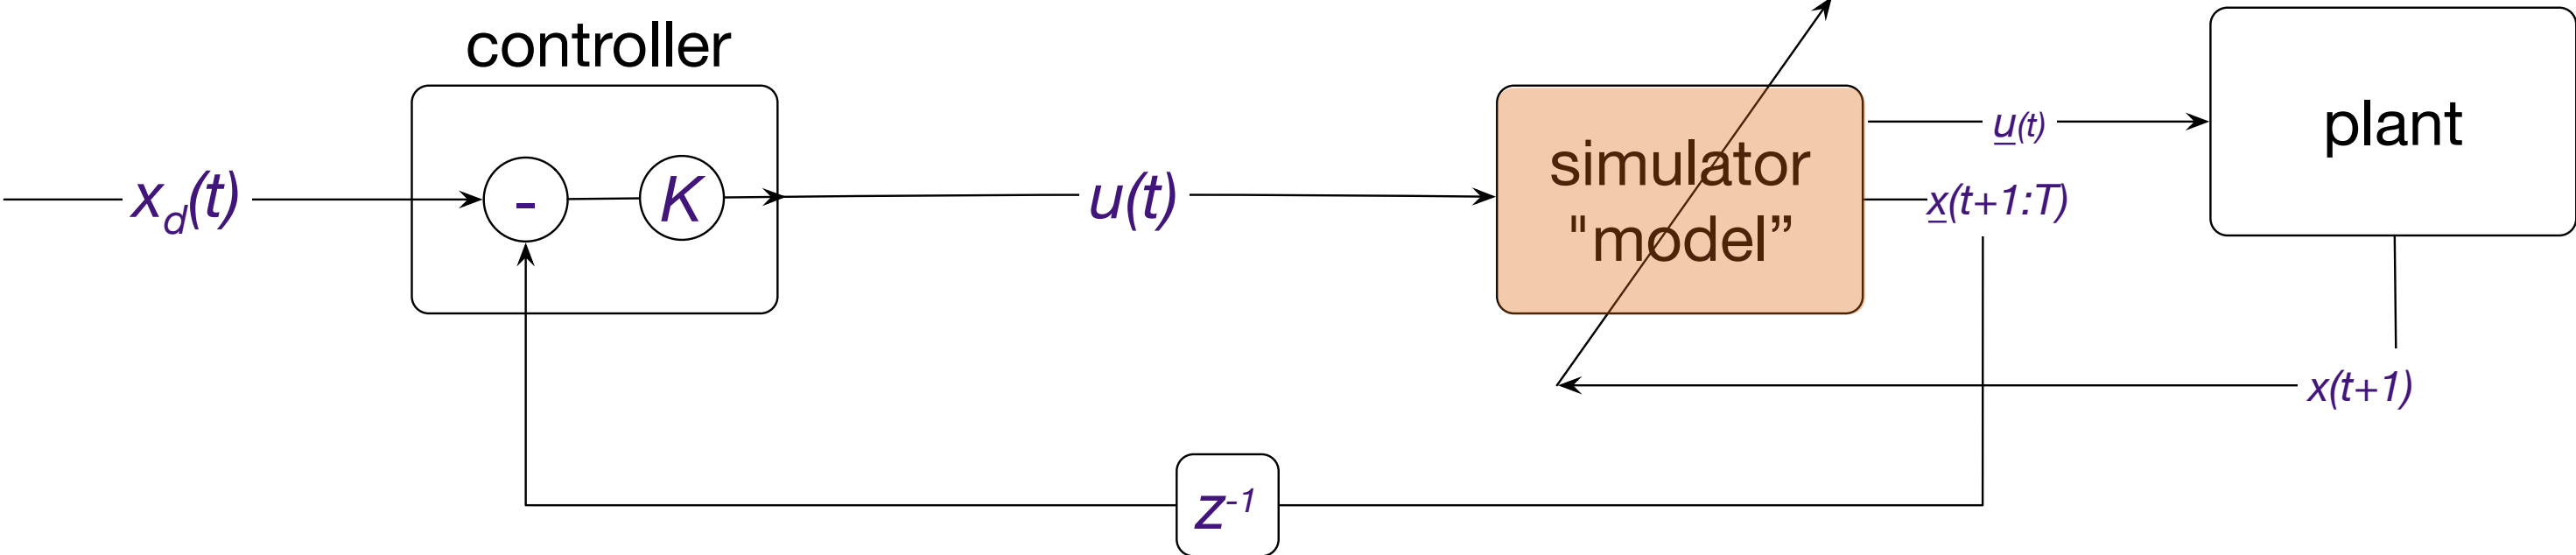 controller
x_d(t)
-
K
u(t)
simulator
"model”
u(t)
x(t+1:T)
plant
x(t+1)
z^-1